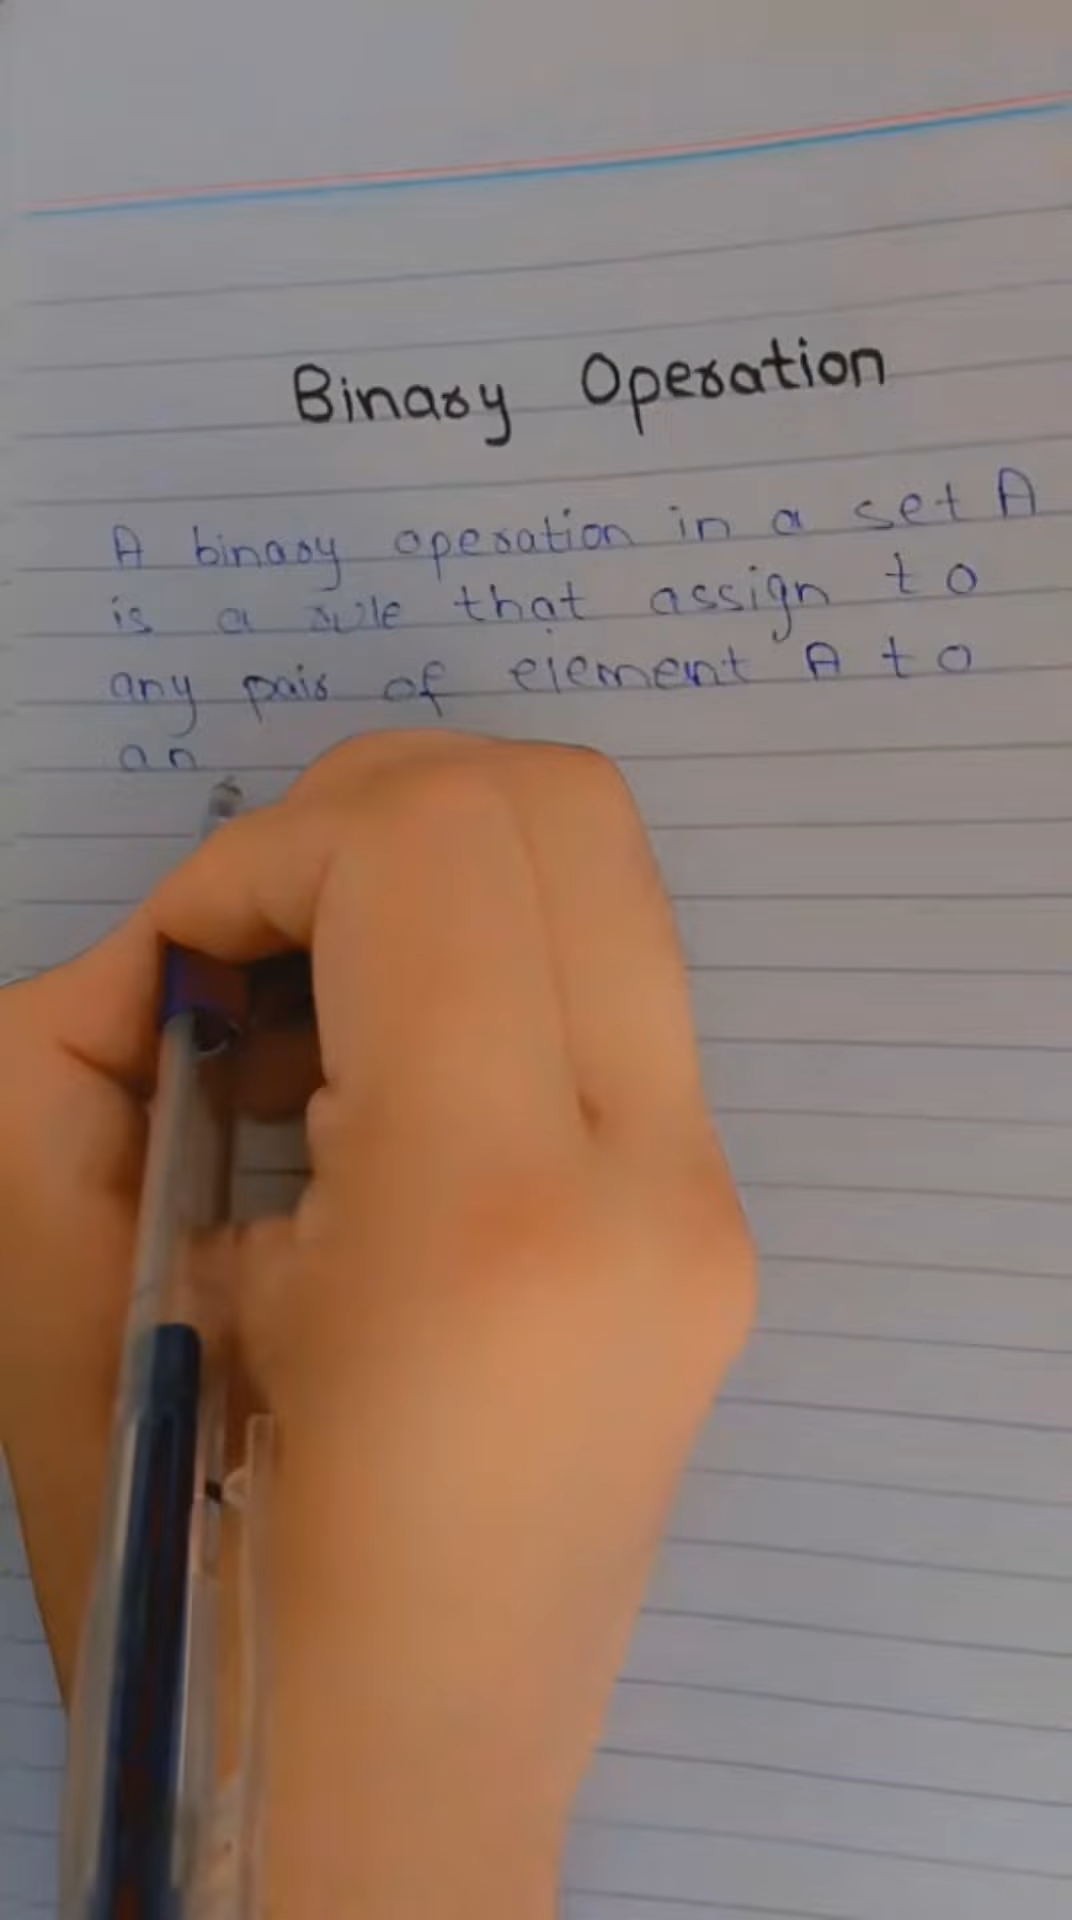 Binary Operation
A binary operation in a set A
is a rule that assign to
any pair of element A to
an